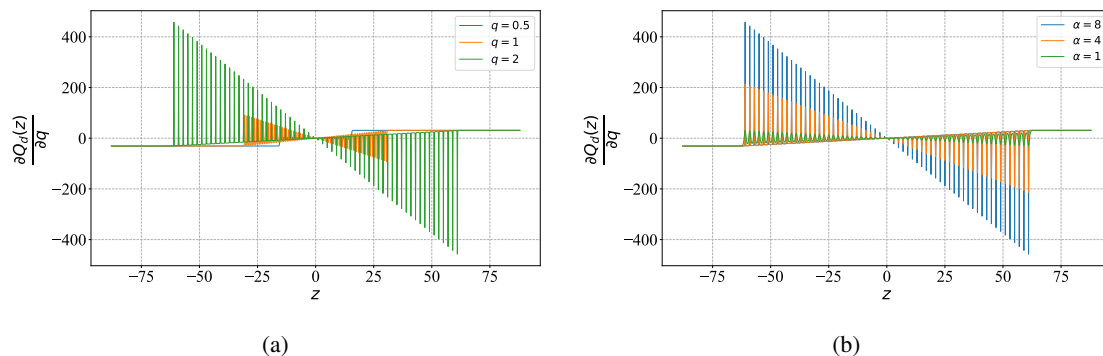 400
200
0
−200
−400
∂Q_d(z)
∂q
−75 −50 −25 0 25 50 75
z
q = 0.5
q = 1
q = 2
(a)
400
200
0
−200
−400
∂Q_d(z)
∂q
−75 −50 −25 0 25 50 75
z
α = 8
α = 4
α = 1
(b)